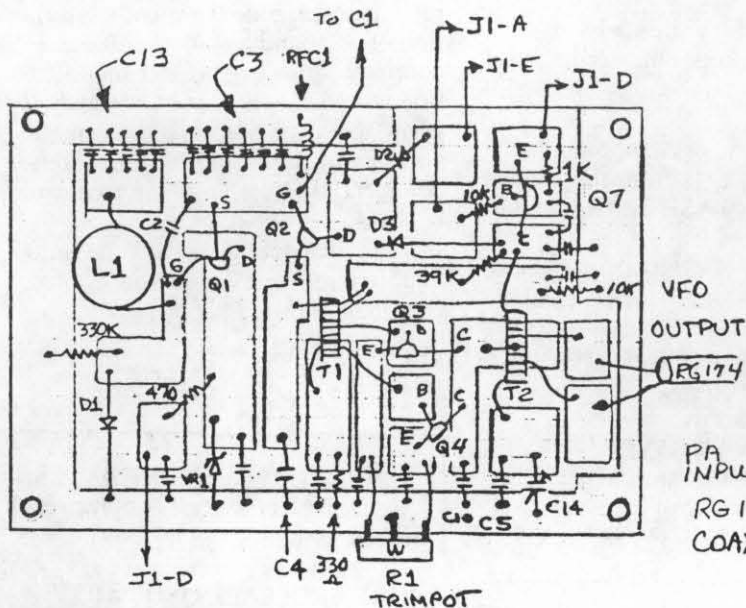 TO C1
J1-A
C13
C3
RFC1
J1-E
J1-D
D2
E
1K
G
10K
B
Q7
C2
S
Q2
D
D3
C
L1
G
D
Q1
S
39K
10K
VFO
OUTPUT
330K
Q3
E
C
T1
T2
RG174
470
B
C
D1
E
Q4
VR1
PA
INPU
RG 1
COAX
C5
C14
J1-D
C4
330
Ω
W
R1
TRIMPOT